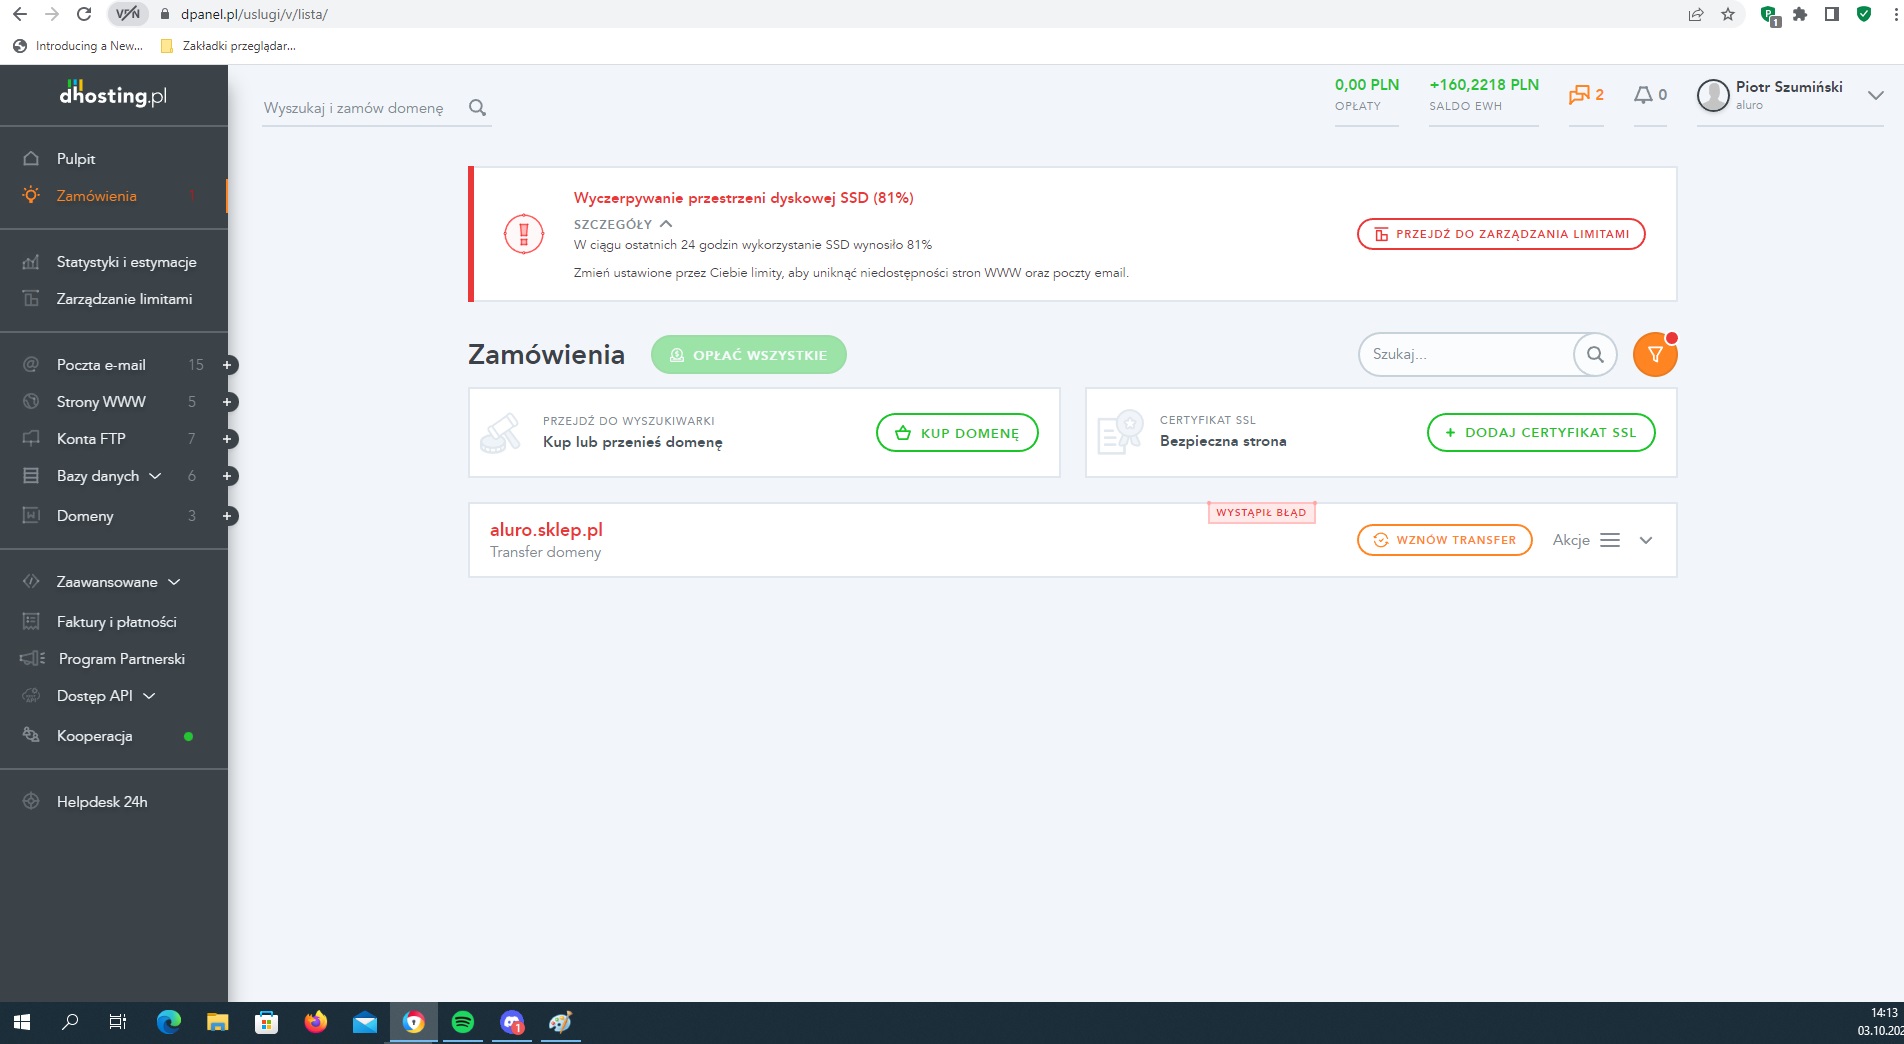 VPN
dpanel.pl/uslugi/v/lista/
1
Introducing a New...
Zakładki przeglądar...
dhosting.pl
Wyszukaj i zamów domenę
0,00 PLN
OPŁATY
+160,2218 PLN
SALDO EWH
2
0
Piotr Szumiński
aluro
Pulpit
Zamówienia 1
Statystyki i estymacje
Zarządzanie limitami
Poczta e-mail 15 +
Strony WWW 5 +
Konta FTP 7 +
Bazy danych 6 +
Domeny 3 +
Zaawansowane
Faktury i płatności
Program Partnerski
Dostęp API
Kooperacja
Helpdesk 24h
Wyczerpywanie przestrzeni dyskowej SSD (81%)
SZCZEGÓŁY
W ciągu ostatnich 24 godzin wykorzystanie SSD wynosiło 81%
Zmień ustawione przez Ciebie limity, aby uniknąć niedostępności stron WWW oraz poczty email.
PRZEJDŹ DO ZARZĄDZANIA LIMITAMI
Zamówienia
OPŁAĆ WSZYSTKIE
Szukaj...
PRZEJDŹ DO WYSZUKIWARKI
Kup lub przenieś domenę
KUP DOMENĘ
CERTYFIKAT SSL
Bezpieczna strona
+ DODAJ CERTYFIKAT SSL
WYSTĄPIŁ BŁĄD
aluro.sklep.pl
Transfer domeny
WZNÓW TRANSFER
Akcje
1
14:13
03.10.202